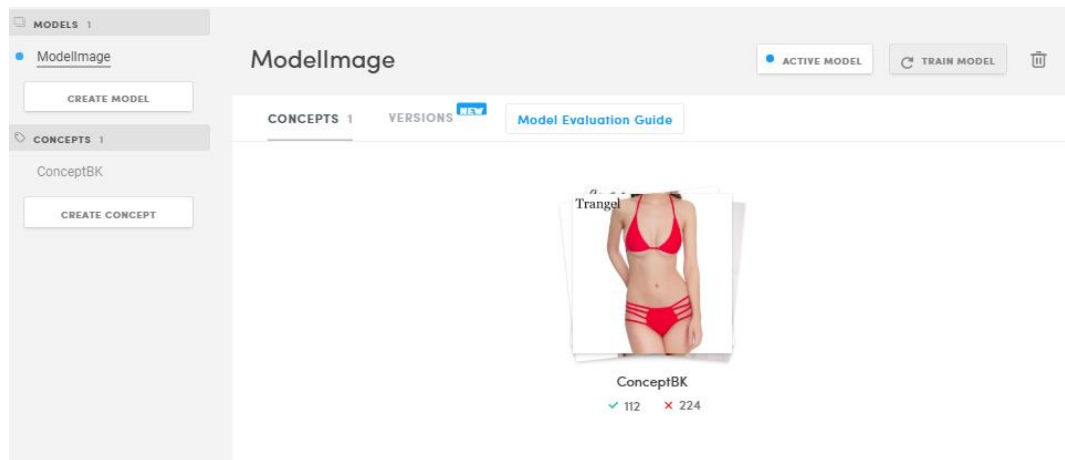 MODELS 1
ModelImage
CREATE MODEL
CONCEPTS 1
ConceptBK
CREATE CONCEPT
ModelImage
ACTIVE MODEL
TRAIN MODEL
CONCEPTS 1
VERSIONS NEW
Model Evaluation Guide
Trangel
ConceptBK
112 224